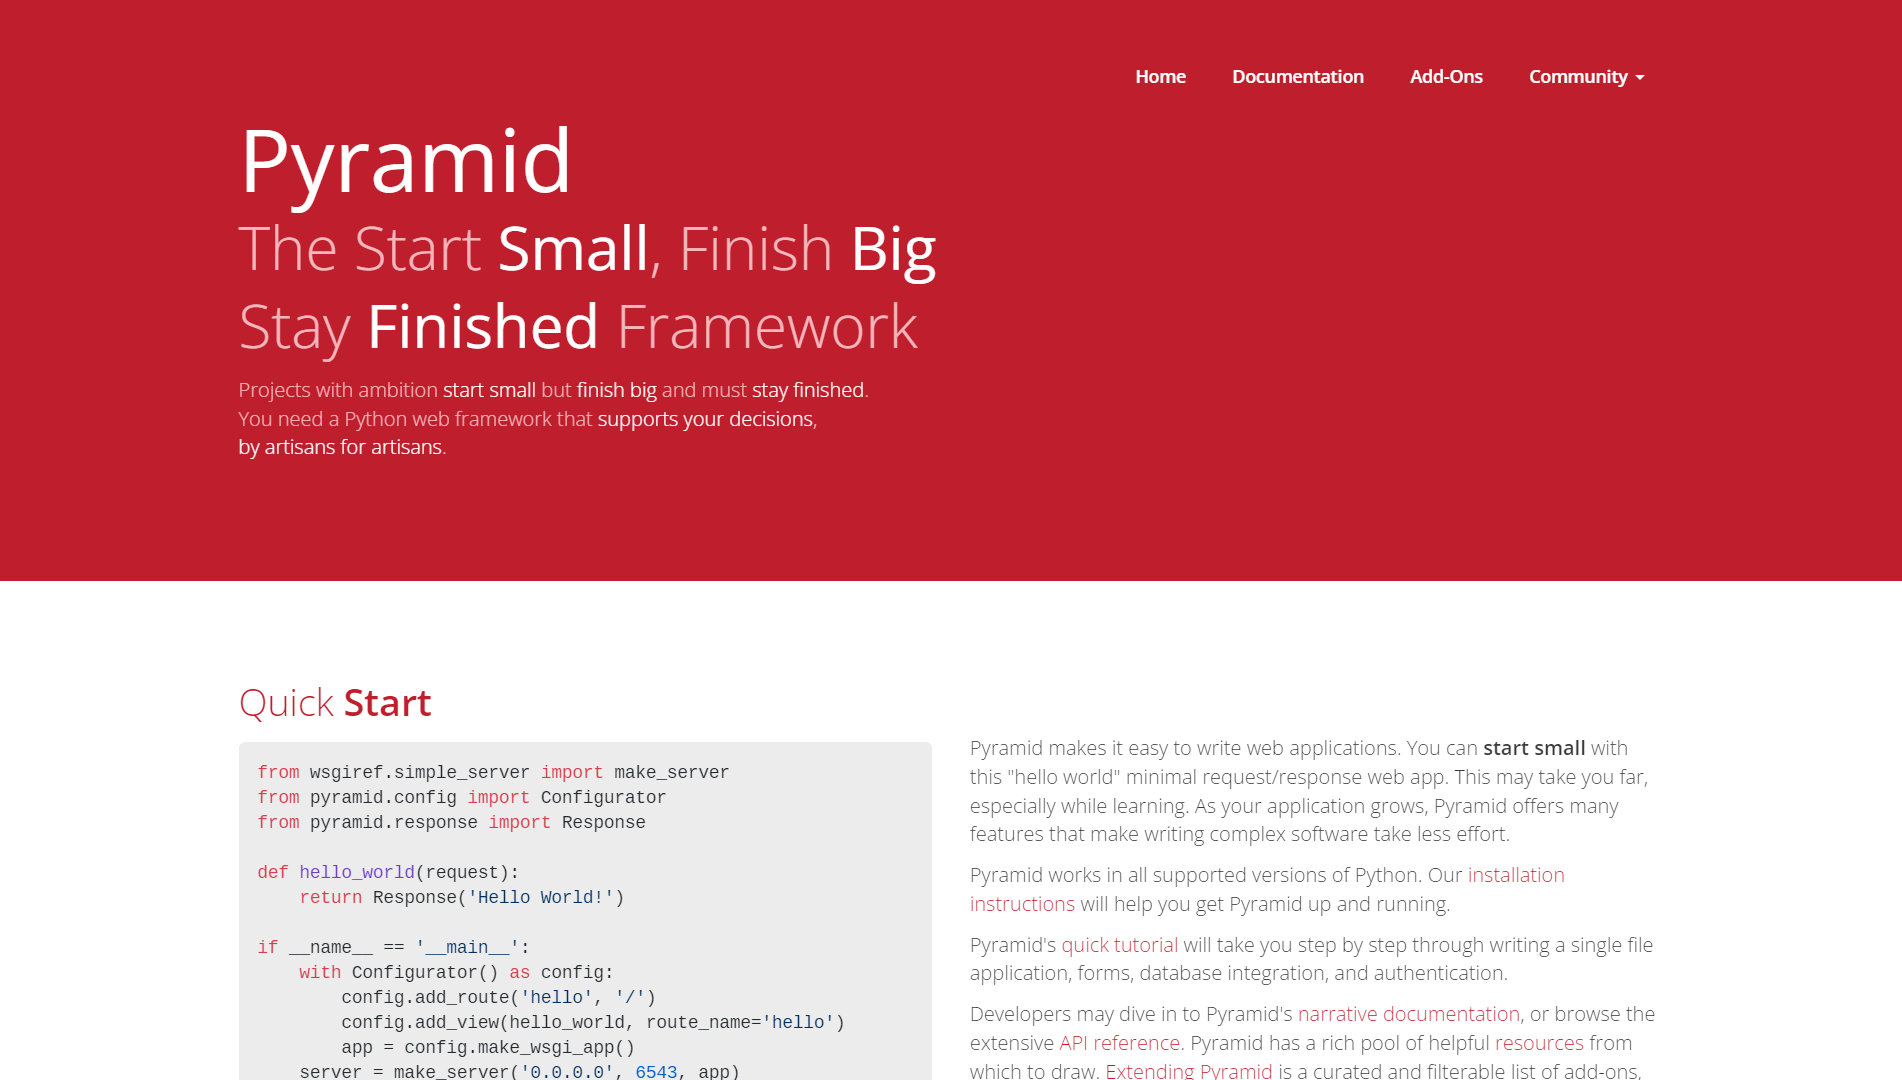 Home Documentation Add-Ons Community
Pyramid
The Start Small, Finish Big
Stay Finished Framework
Projects with ambition start small but finish big and must stay finished.
You need a Python web framework that supports your decisions,
by artisans for artisans.
Quick Start
from wsgiref.simple_server import make_server
from pyramid.config import Configurator
from pyramid.response import Response
def hello_world(request):
    return Response('Hello World!')
if __name__ == '__main__':
    with Configurator() as config:
        config.add_route('hello', '/')
        config.add_view(hello_world, route_name='hello')
        app = config.make_wsgi_app()
    server = make_server('0.0.0.0', 6543, app)
Pyramid makes it easy to write web applications. You can start small with
this "hello world" minimal request/response web app. This may take you far,
especially while learning. As your application grows, Pyramid offers many
features that make writing complex software take less effort.
Pyramid works in all supported versions of Python. Our installation
instructions will help you get Pyramid up and running.
Pyramid's quick tutorial will take you step by step through writing a single file
application, forms, database integration, and authentication.
Developers may dive in to Pyramid's narrative documentation, or browse the
extensive API reference. Pyramid has a rich pool of helpful resources from
which to draw. Extending Pyramid is a curated and filterable list of add-ons,